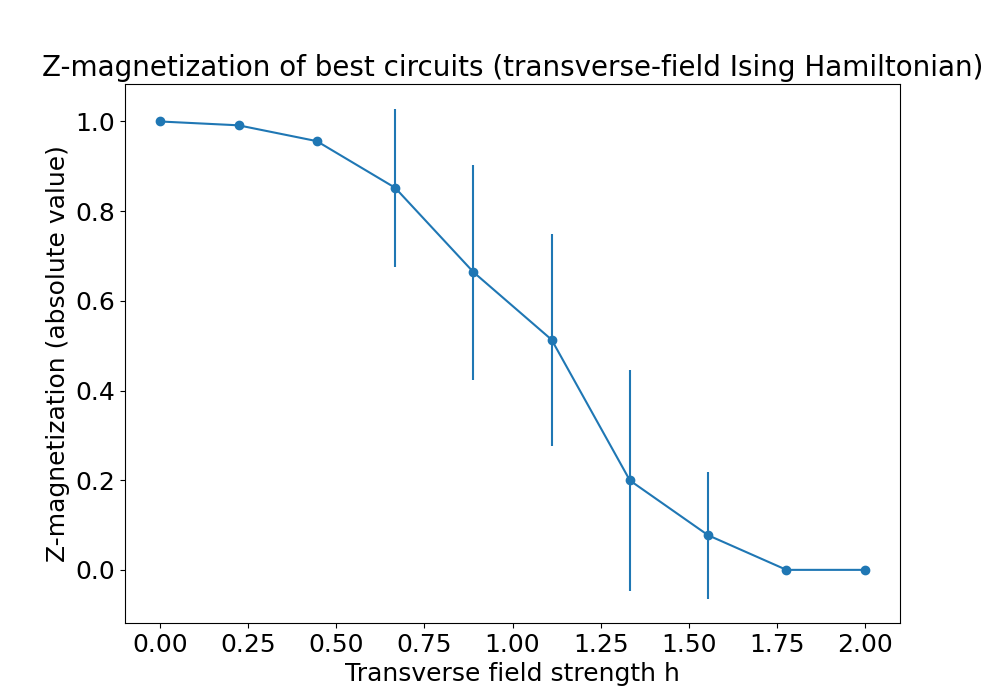 Z-magnetization of best circuits (transverse-field Ising Hamiltonian)
Z-magnetization (absolute value)
1.0
0.8
0.6
0.4
0.2
0.0
0.00 0.25 0.50 0.75 1.00 1.25 1.50 1.75 2.00
Transverse field strength h